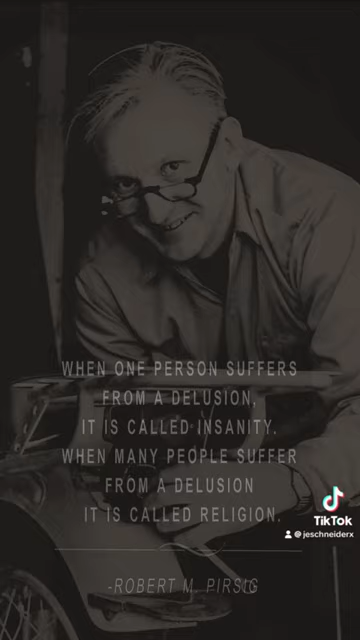 WHEN ONE PERSON SUFFERS
FROM A DELUSION,
IT IS CALLED INSANITY.
WHEN MANY PEOPLE SUFFER
FROM A DELUSION
IT IS CALLED RELIGION.
-ROBERT M. PIRSIG
TikTok
@jeschneiderx